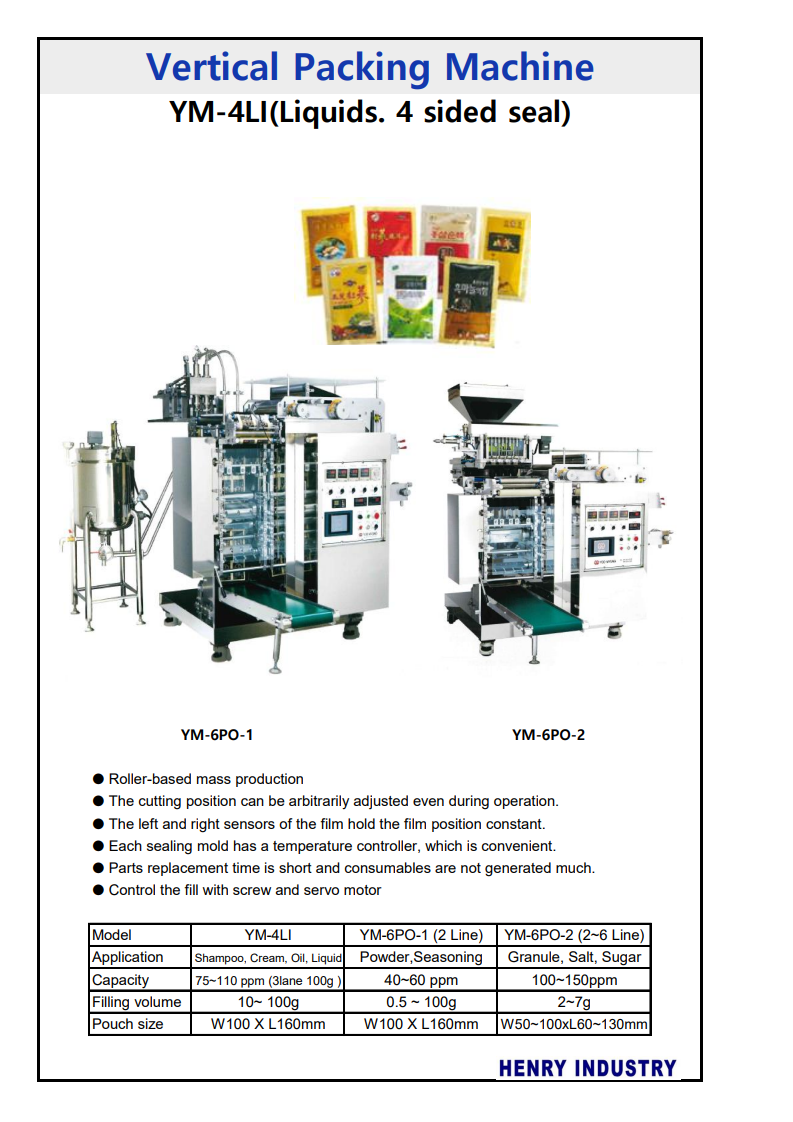 Vertical Packing Machine
YM-4LI(Liquids. 4 sided seal)
흑마늘의힘
YM-6PO-1
YM-6PO-2
● Roller-based mass production
● The cutting position can be arbitrarily adjusted even during operation.
● The left and right sensors of the film hold the film position constant.
● Each sealing mold has a temperature controller, which is convenient.
● Parts replacement time is short and consumables are not generated much.
● Control the fill with screw and servo motor
Model YM-4LI YM-6PO-1 (2 Line) YM-6PO-2 (2~6 Line)
Application Shampoo, Cream, Oil, Liquid Powder,Seasoning Granule, Salt, Sugar
Capacity 75~110 ppm (3lane 100g ) 40~60 ppm 100~150ppm
Filling volume 10~ 100g 0.5 ~ 100g 2~7g
Pouch size W100 X L160mm W100 X L160mm W50~100xL60~130mm
HENRY INDUSTRY